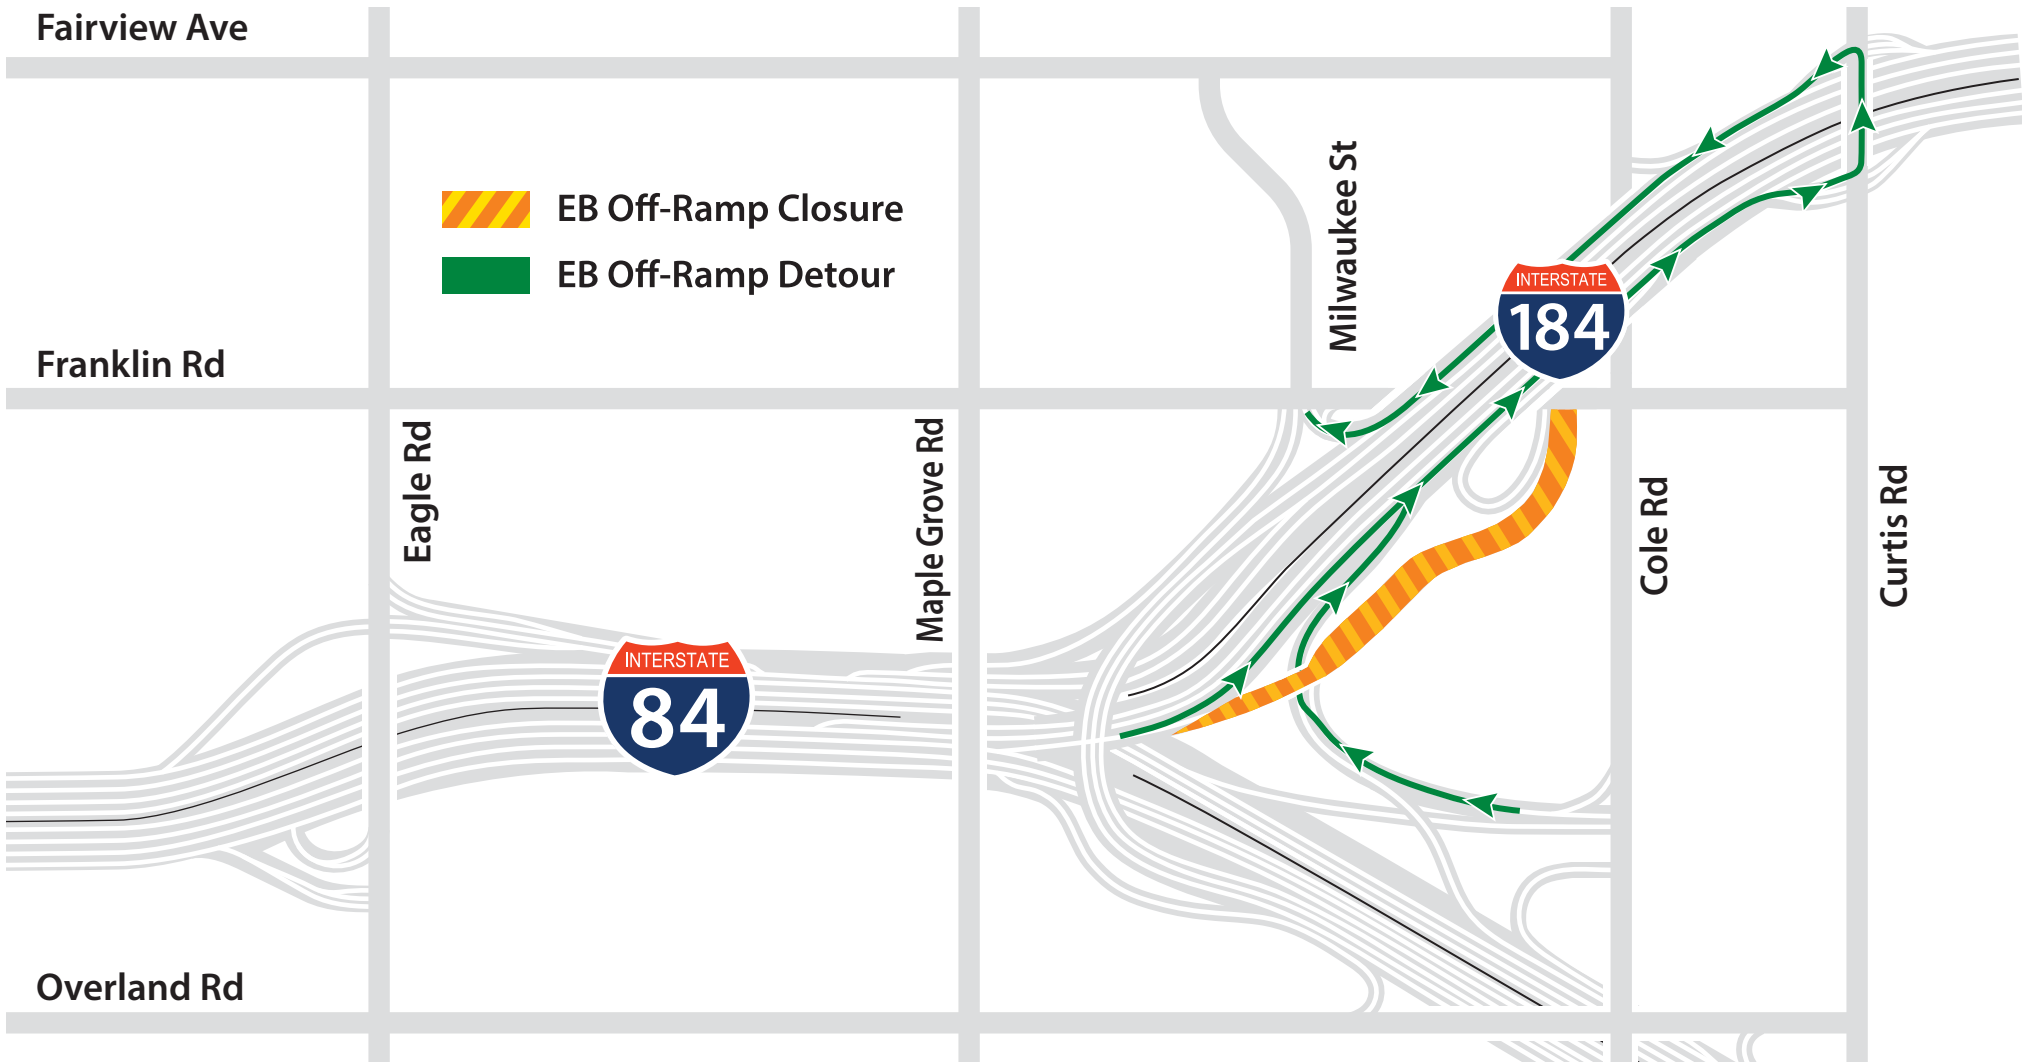 Fairview Ave
EB Off-Ramp Closure
EB Off-Ramp Detour
Milwaukee St
INTERSTATE
184
Franklin Rd
Eagle Rd
Maple Grove Rd
Cole Rd
Curtis Rd
INTERSTATE
84
Overland Rd